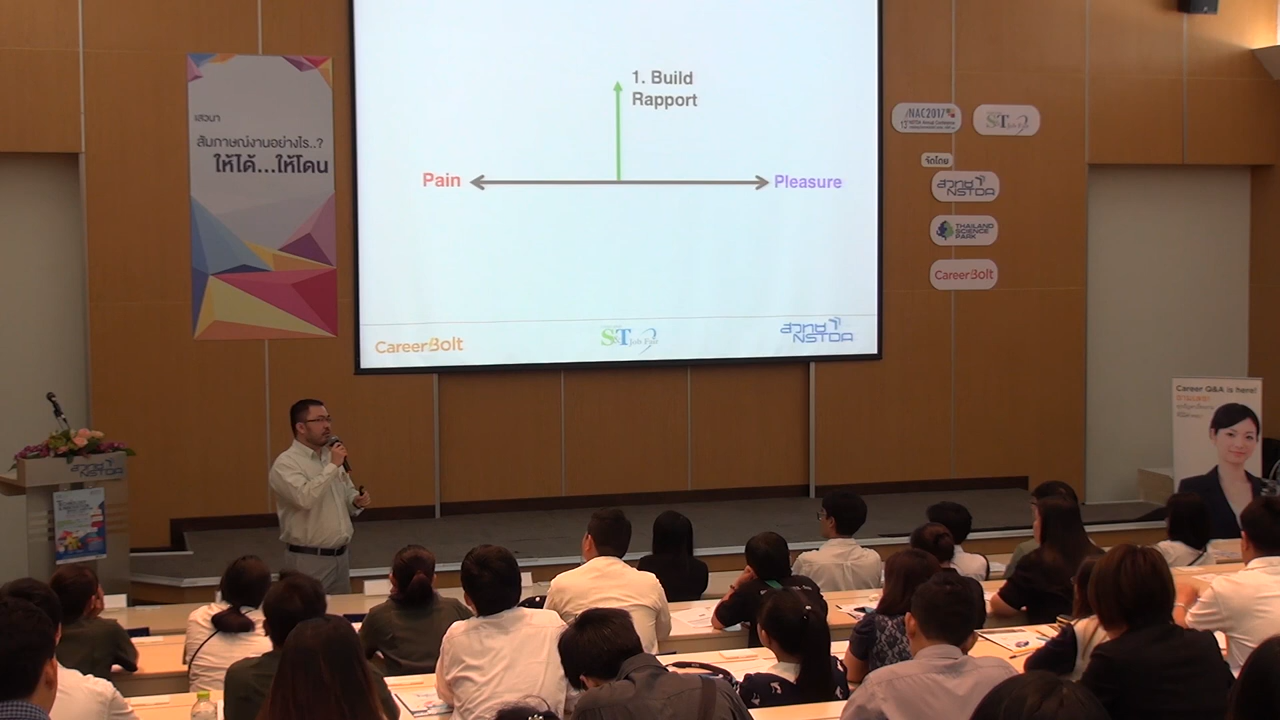 เสวนา
สัมภาษณ์งานอย่างไร..?
ให้ได้...ให้โดน
1. Build
Rapport
Pain
Pleasure
CareerBolt
S&T Job Fair
สวทช
NSTDA
NAC2017
S&T Job Fair
จัดโดย
สวทช
NSTDA
THAILAND
SCIENCE
PARK
CareerBolt
สวทช
NSTDA
Career Q&A is here!